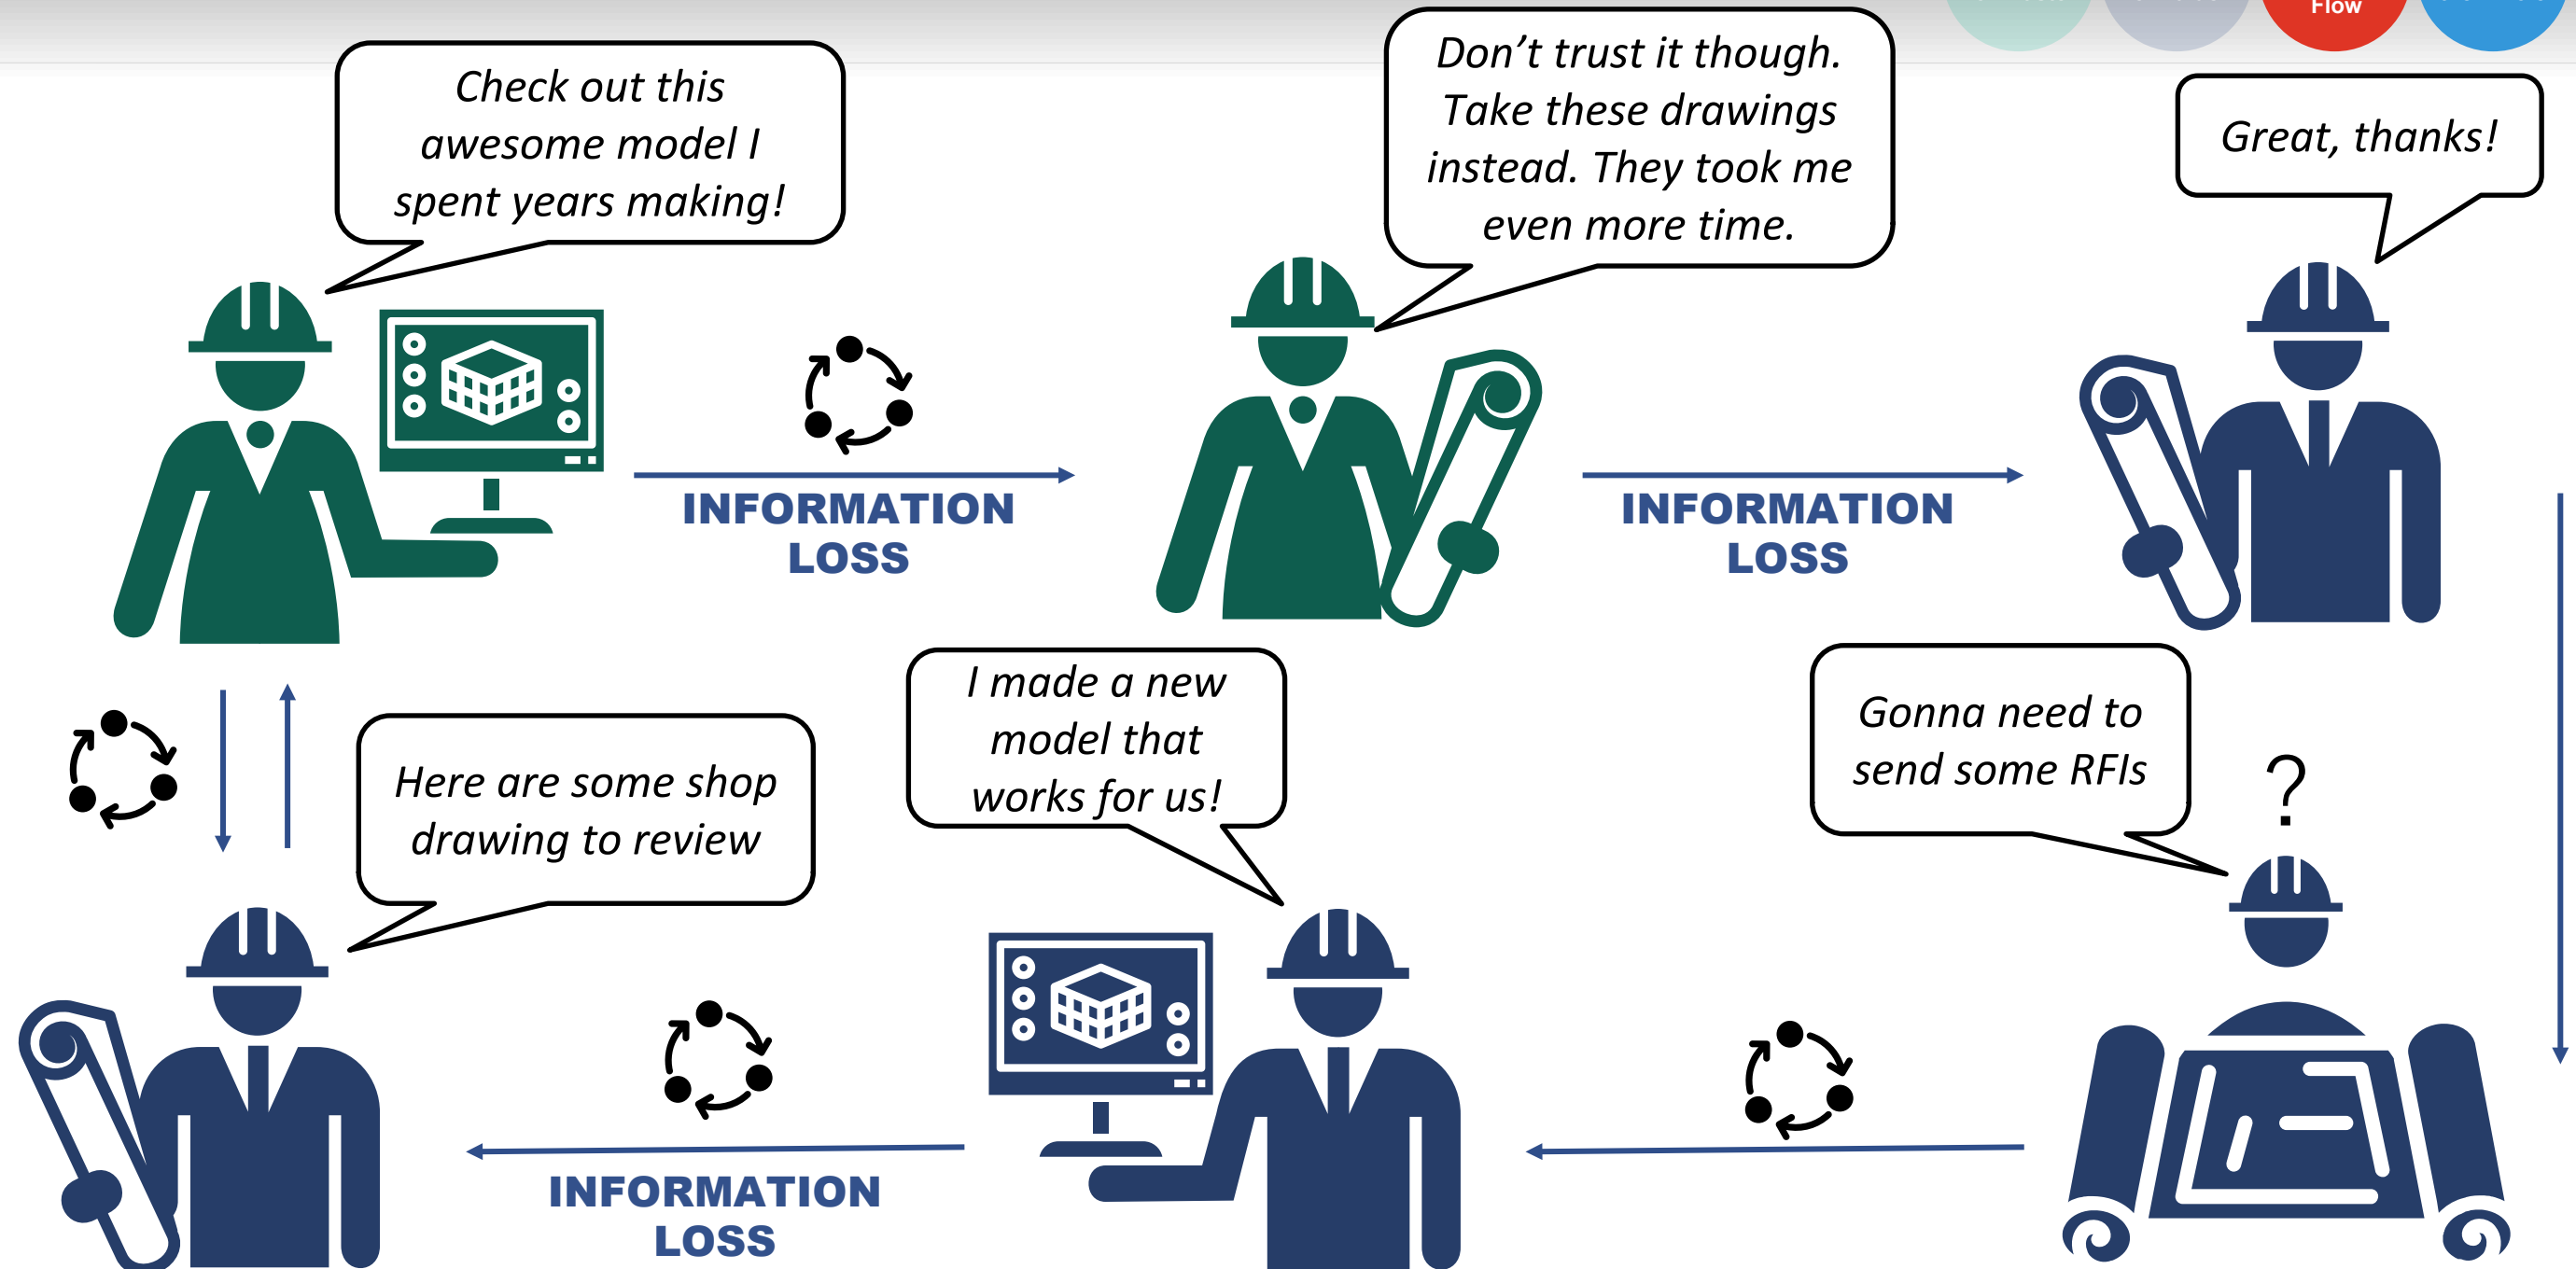 Flow
Check out this
awesome model I
spent years making!
Don’t trust it though.
Take these drawings
instead. They took me
even more time.
Great, thanks!
INFORMATION
LOSS
INFORMATION
LOSS
Gonna need to
send some RFIs
?
I made a new
model that
works for us!
Here are some shop
drawing to review
INFORMATION
LOSS